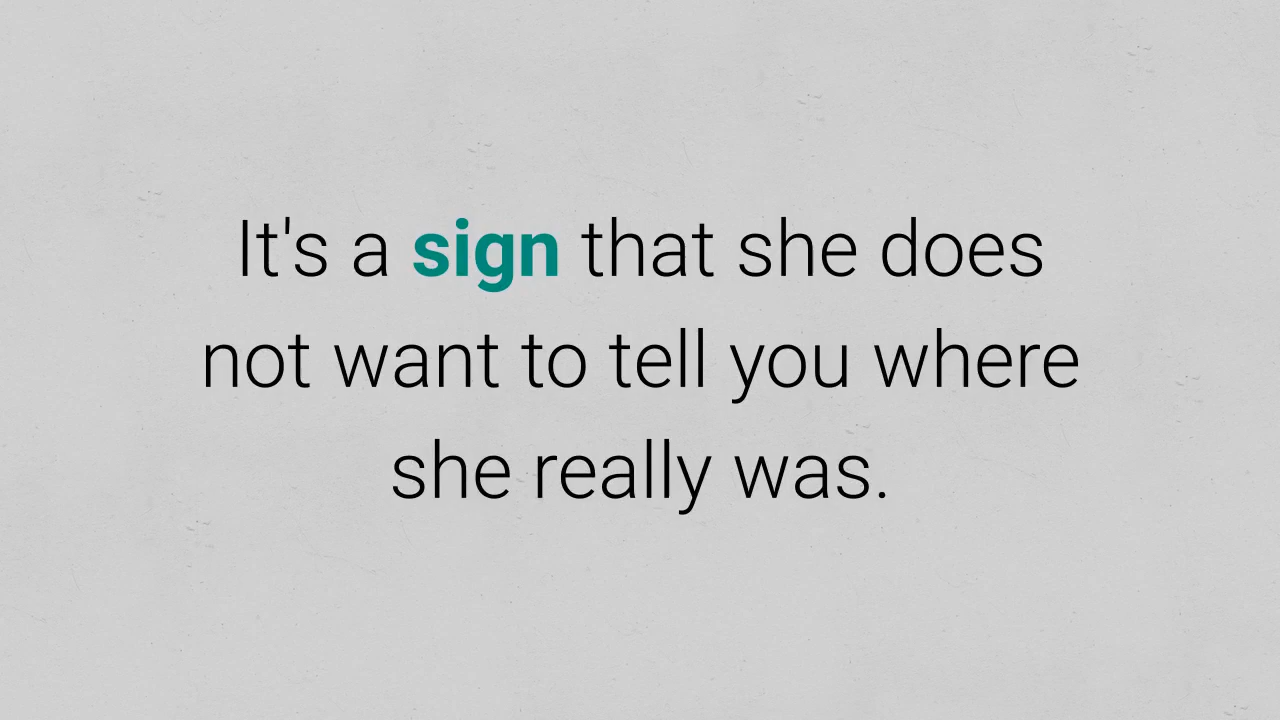 It's a sign that she does
not want to tell you where
she really was.